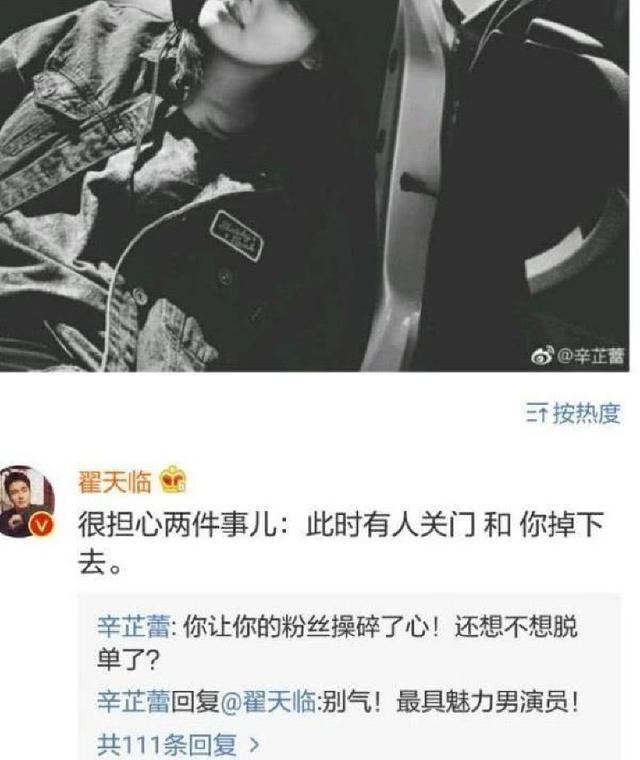 @辛芷蕾
按热度
翟天临
很担心两件事儿：此时有人关门 和 你掉下
去。
辛芷蕾: 你让你的粉丝操碎了心！还想不想脱
单了？
辛芷蕾回复@翟天临:别气！最具魅力男演员！
共111条回复 >